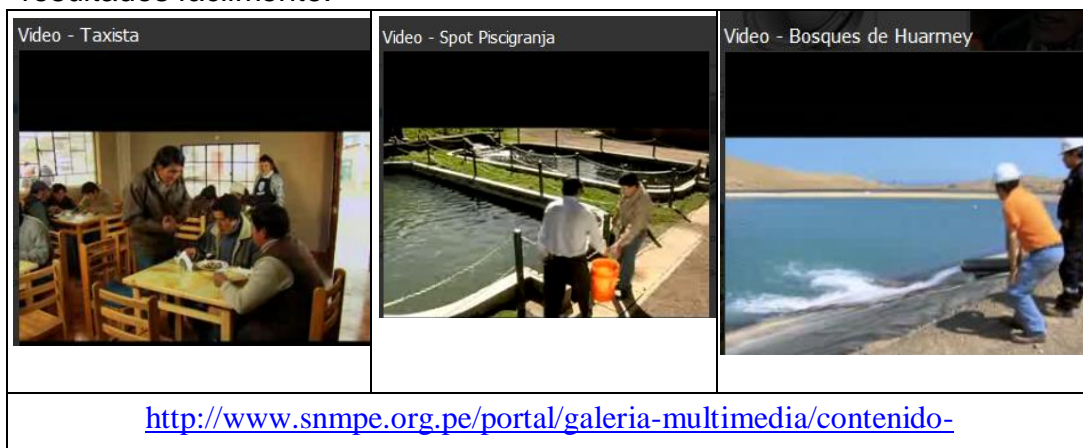 Video - Taxista
Video - Spot Piscigranja
Video - Bosques de Huarmey
http://www.snmpe.org.pe/portal/galeria-multimedia/contenido-